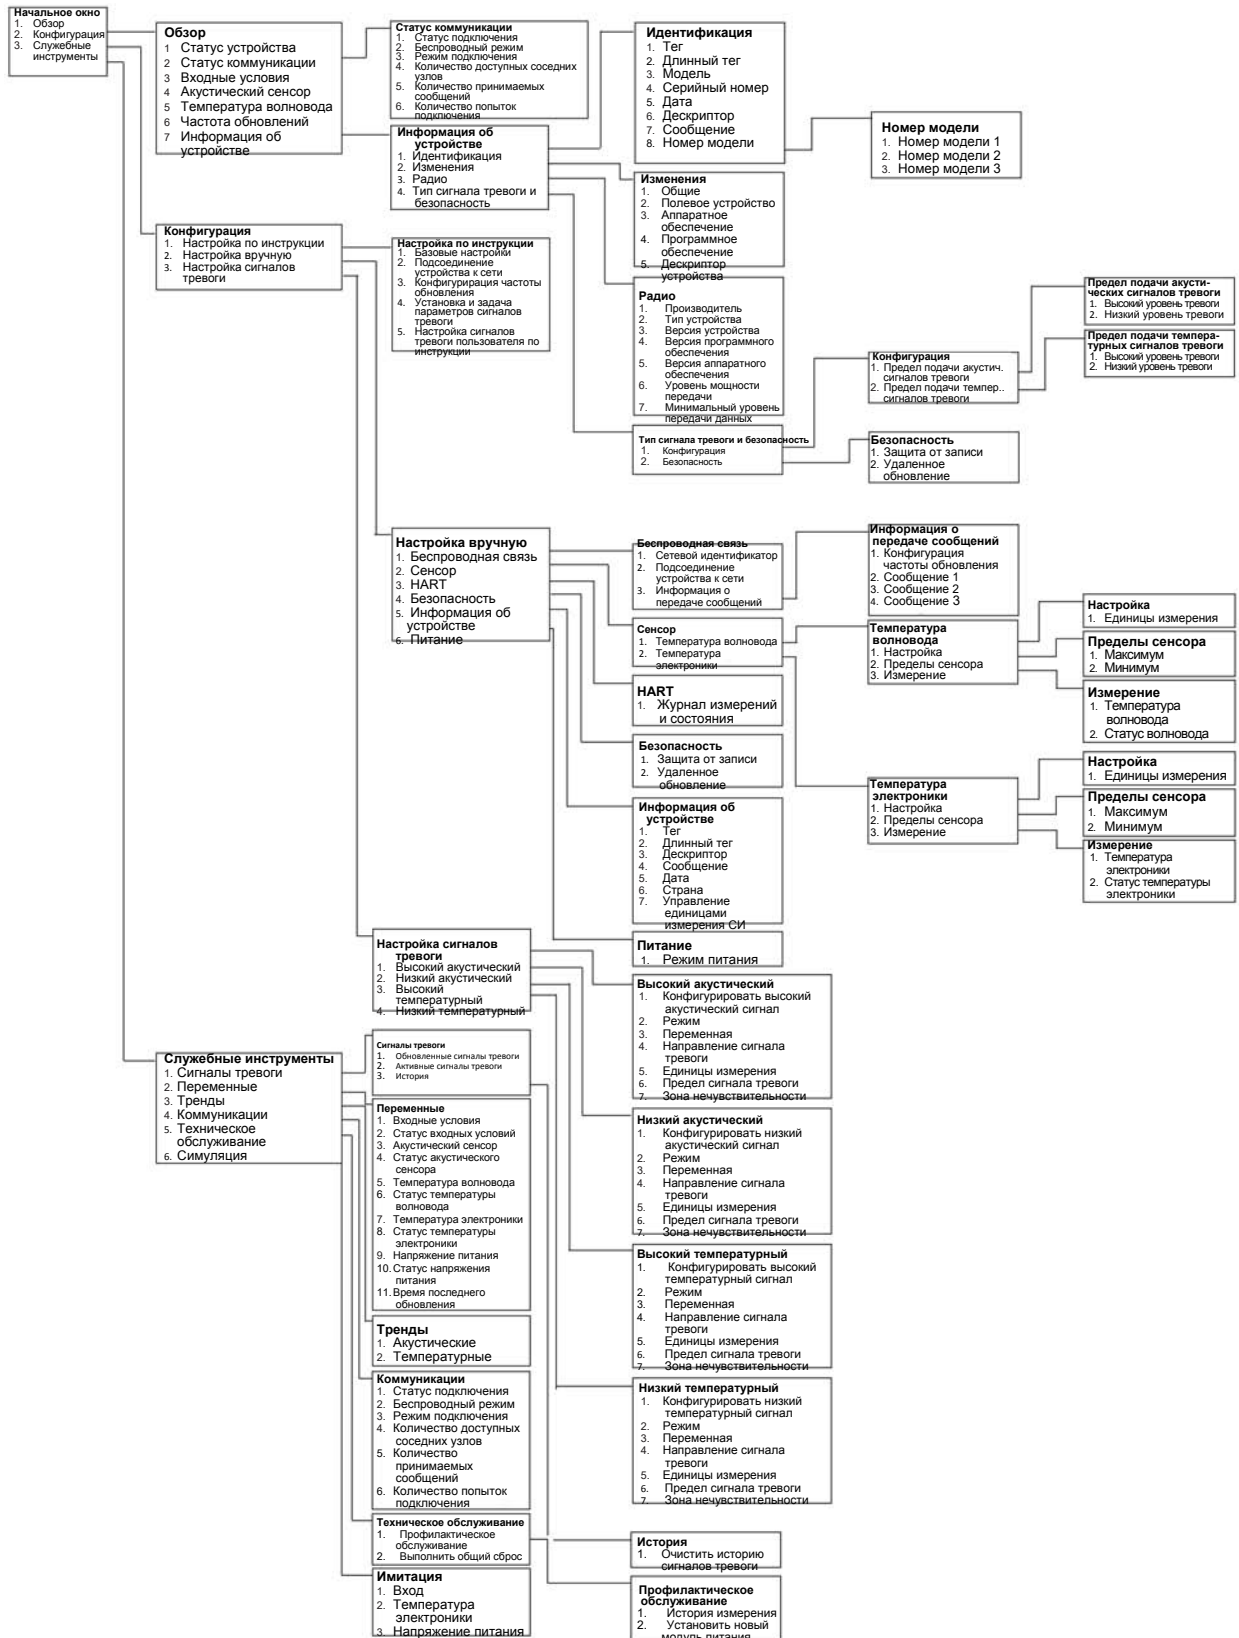 Начальное окно
1. Обзор
2. Конфигурация
3. Служебные
инструменты
Обзор
1 Статус устройства
2 Статус коммуникации
3 Входные условия
4 Акустический сенсор
5 Температура волновода
6 Частота обновлений
7 Информация об
устройстве
Статус коммуникации
1. Статус подключения
2. Беспроводный режим
3. Режим подключения
4. Количество доступных соседних
узлов
5. Количество принимаемых
сообщений
6. Количество попыток
подключения
Информация об
устройстве
1. Идентификация
2. Изменения
3. Радио
4. Тип сигнала тревоги и
безопасность
Идентификация
1. Тег
2. Длинный тег
3. Модель
4. Серийный номер
5. Дата
6. Дескриптор
7. Сообщение
8. Номер модели
Номер модели
1. Номер модели 1
2. Номер модели 2
3. Номер модели 3
Изменения
1. Общие
2. Полевое устройство
3. Аппаратное
обеспечение
4. Программное
обеспечение
5. Дескриптор
устройства
Радио
1. Производитель
2. Тип устройства
3. Версия устройства
4. Версия программного
обеспечения
5. Версия аппаратного
обеспечения
6. Уровень мощности
передачи
7. Минимальный уровень
передачи данных
Тип сигнала тревоги и безопасность
1. Конфигурация
2. Безопасность
Конфигурация
1. Предел подачи акустич.
сигналов тревоги
2. Предел подачи темпер..
сигналов тревоги
Предел подачи акусти-
ческих сигналов тревоги
1. Высокий уровень тревоги
2. Низкий уровень тревоги
Предел подачи темпера-
турных сигналов тревоги
1. Высокий уровень тревоги
2. Низкий уровень тревоги
Безопасность
1. Защита от записи
2. Удаленное
обновление
Конфигурация
1. Настройка по инструкции
2. Настройка вручную
3. Настройка сигналов
тревоги
Настройка по инструкции
1. Базовые настройки
2. Подсоединение
устройства к сети
3. Конфигурирация частоты
обновления
4. Установка и задача
параметров сигналов
тревоги
5. Настройка сигналов
тревоги пользователя по
инструкции
Настройка вручную
1. Беспроводная связь
2. Сенсор
3. HART
4. Безопасность
5. Информация об
устройстве
6. Питание
Беспроводная связь
1. Сетевой идентификатор
2. Подсоединение
устройства к сети
3. Информация о
передаче сообщений
Информация о
передаче сообщений
1. Конфигурация
частоты обновления
2. Сообщение 1
3. Сообщение 2
4. Сообщение 3
Сенсор
1. Температура волновода
2. Температура
электроники
Температура
волновода
1. Настройка
2. Пределы сенсора
3. Измерение
Настройка
1. Единицы измерения
Пределы сенсора
1. Максимум
2. Минимум
Измерение
1. Температура
волновода
2. Статус волновода
HART
1. Журнал измерений
и состояния
Безопасность
1. Защита от записи
2. Удаленное
обновление
Температура
электроники
1. Настройка
2. Пределы сенсора
3. Измерение
Настройка
1. Единицы измерения
Пределы сенсора
1. Максимум
2. Минимум
Измерение
1. Температура
электроники
2. Статус температуры
электроники
Информация об
устройстве
1. Тег
2. Длинный тег
3. Дескриптор
4. Сообщение
5. Дата
6. Страна
7. Управление
единицами
измерения СИ
Питание
1. Режим питания
Настройка сигналов
тревоги
1. Высокий акустический
2. Низкий акустический
3. Высокий
температурный
4. Низкий температурный
Высокий акустический
1. Конфигурировать высокий
акустический сигнал
2. Режим
3. Переменная
4. Направление сигнала
тревоги
5. Единицы измерения
6. Предел сигнала тревоги
7. Зона нечувствительности
Низкий акустический
1. Конфигурировать низкий
акустический сигнал
2. Режим
3. Переменная
4. Направление сигнала
тревоги
5. Единицы измерения
6. Предел сигнала тревоги
7. Зона нечувствительности
Высокий температурный
1. Конфигурировать высокий
температурный сигнал
2. Режим
3. Переменная
4. Направление сигнала
тревоги
5. Единицы измерения
6. Предел сигнала тревоги
7. Зона нечувствительности
Низкий температурный
1. Конфигурировать низкий
температурный сигнал
2. Режим
3. Переменная
4. Направление сигнала
тревоги
5. Единицы измерения
6. Предел сигнала тревоги
7. Зона нечувствительности
Служебные инструменты
1. Сигналы тревоги
2. Переменные
3. Тренды
4. Коммуникации
5. Техническое
обслуживание
6. Симуляция
Сигналы тревоги
1. Обновленные сигналы тревоги
2. Активные сигналы тревоги
3. История
Переменные
1. Входные условия
2. Статус входных условий
3. Акустический сенсор
4. Статус акустического
сенсора
5. Температура волновода
6. Статус температуры
волновода
7. Температура электроники
8. Статус температуры
электроники
9. Напряжение питания
10. Статус напряжения
питания
11. Время последнего
обновления
Тренды
1. Акустические
2. Температурные
Коммуникации
1. Статус подключения
2. Беспроводный режим
3. Режим подключения
4. Количество доступных
соседних узлов
5. Количество
принимаемых
сообщений
6. Количество попыток
подключения
Техническое обслуживание
1. Профилактическое
обслуживание
2. Выполнить общий сброс
Имитация
1. Вход
2. Температура
электроники
3. Напряжение питания
История
1. Очистить историю
сигналов тревоги
Профилактическое
обслуживание
1. История измерения
2. Установить новый
модуль питания